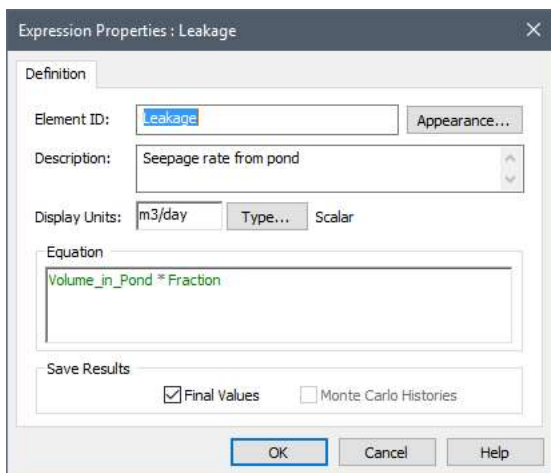 Expression Properties : Leakage
Definition
Element ID: Leakage Appearance...
Description: Seepage rate from pond
Display Units: m3/day Type... Scalar
Equation
Volume_in_Pond * Fraction
Save Results
Final Values Monte Carlo Histories
OK Cancel Help